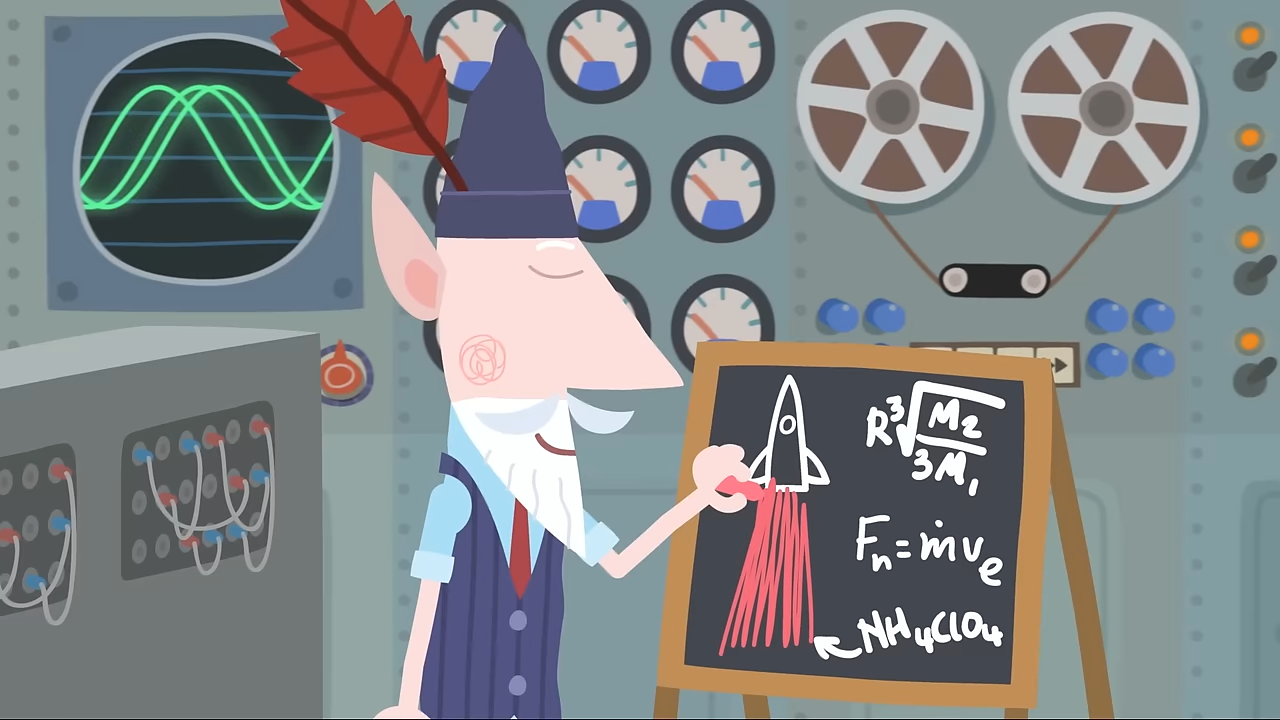 R³√M₂/3M₁
Fₙ=ṁvₑ
NH₄ClO₄